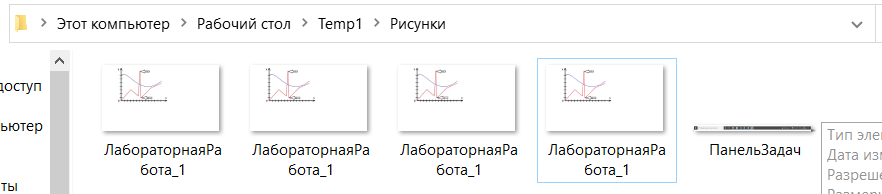 Этот компьютер > Рабочий стол > Temp1 > Рисунки
доступ
ьютер
ты
ЛабораторнаяРа
бота_1
ЛабораторнаяРа
бота_1
ЛабораторнаяРа
бота_1
ЛабораторнаяРа
бота_1
ПанельЗадач
Тип эле
Дата изм
Разреше